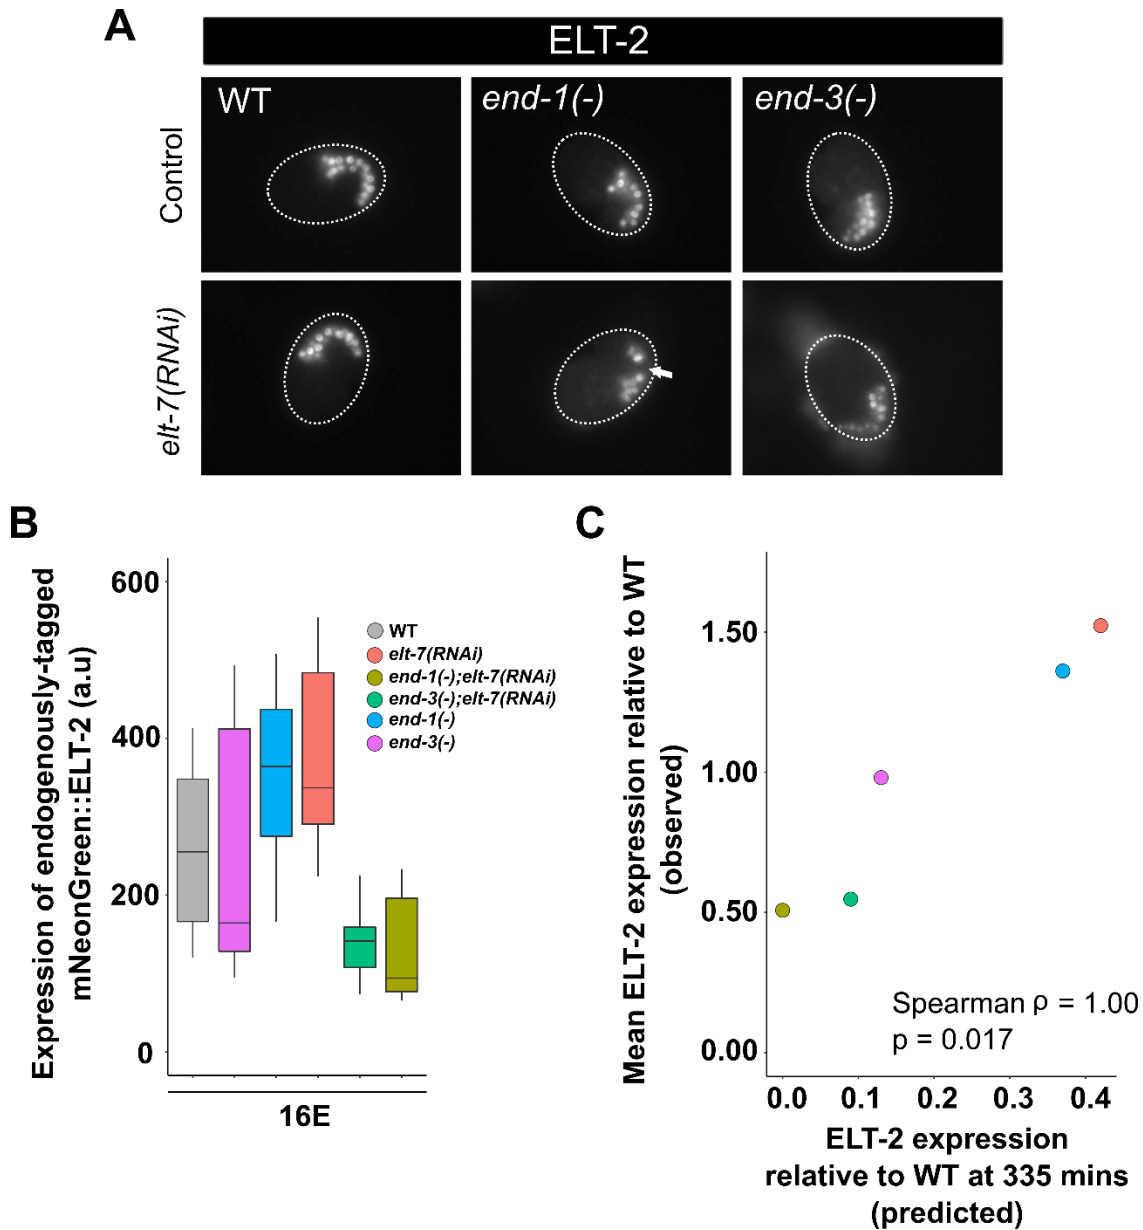 A
ELT-2
WT
end-1(-)
end-3(-)
Control
elt-7(RNAi)
B
Expression of endogenously-tagged
mNeonGreen::ELT-2 (a.u)
600
400
200
0
WT
elt-7(RNAi)
end-1(-);elt-7(RNAi)
end-3(-);elt-7(RNAi)
end-1(-)
end-3(-)
16E
C
Mean ELT-2 expression relative to WT
(observed)
1.50
1.00
0.50
0.00
Spearman ρ = 1.00
p = 0.017
0.0 0.1 0.2 0.3 0.4
ELT-2 expression
relative to WT at 335 mins
(predicted)